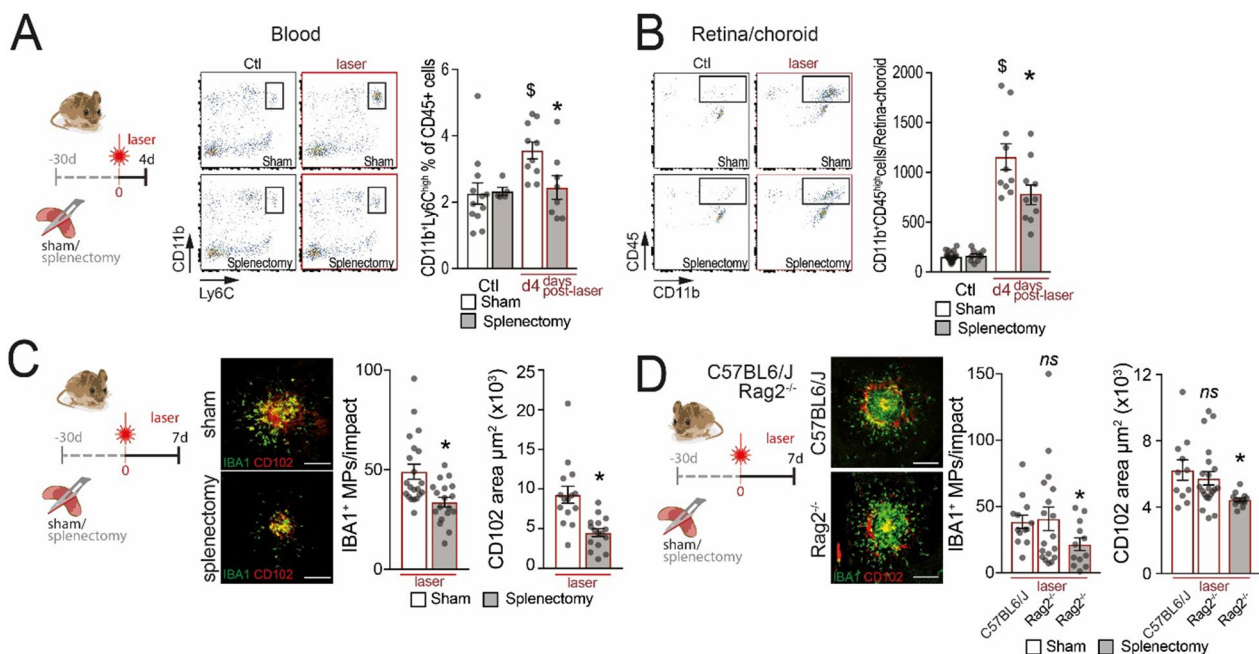 A
Blood
Ctl
laser
laser
-30d
4d
0
sham/
splenectomy
Sham
Sham
Splenectomy
Splenectomy
CD11b
Ly6C
CD11b⁺Ly6C^high % of CD45+ cells
6
4
2
0
$
*
Ctl
d4 days post-laser
Sham
Splenectomy
B
Retina/choroid
Ctl
laser
Sham
Sham
Splenectomy
Splenectomy
CD45
CD11b
CD11b⁺CD45^high cells/Retina-choroid
2000
1500
1000
500
0
$
*
Ctl
d4 days post-laser
Sham
Splenectomy
C
laser
-30d
7d
0
sham/
splenectomy
sham
IBA1 CD102
splenectomy
IBA1 CD102
IBA1⁺ MPs/impact
100
50
0
*
laser
CD102 area µm² (x10³)
25
20
15
10
5
0
*
laser
Sham
Splenectomy
D
C57BL6/J
Rag2⁻/⁻
laser
-30d
7d
0
sham/
splenectomy
C57BL6/J
Rag2⁻/⁻
IBA1 CD102
IBA1⁺ MPs/impact
150
100
50
0
ns
*
laser
C57BL6/J
Rag2⁻/⁻
Rag2⁻/⁻
CD102 area µm² (x10³)
12
8
4
0
ns
*
laser
C57BL6/J
Rag2⁻/⁻
Rag2⁻/⁻
Sham
Splenectomy